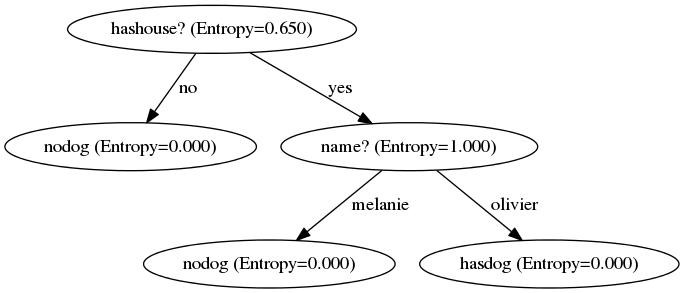 hashouse? (Entropy=0.650)
no
yes
nodog (Entropy=0.000)
name? (Entropy=1.000)
melanie
olivier
nodog (Entropy=0.000)
hasdog (Entropy=0.000)